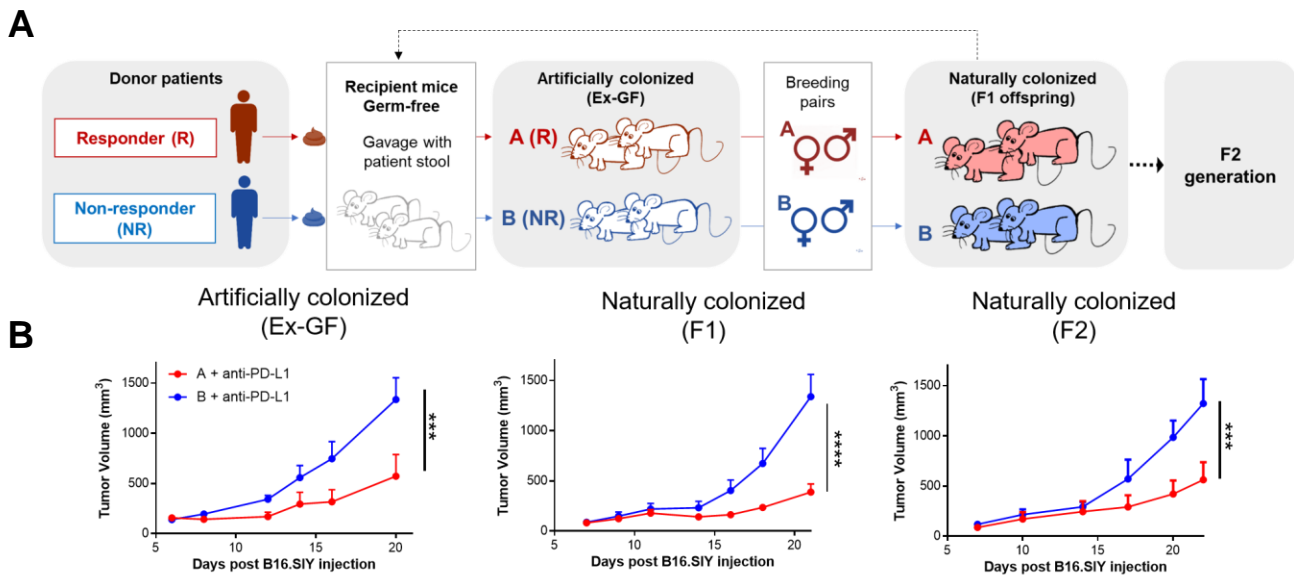 A
Donor patients
Responder (R)
Non-responder
(NR)
Recipient mice
Germ-free
Gavage with
patient stool
Artificially colonized
(Ex-GF)
A (R)
B (NR)
Breeding
pairs
A
B
Naturally colonized
(F1 offspring)
A
B
F2
generation
B
Artificially colonized
(Ex-GF)
Tumor Volume (mm³)
1500
1000
500
0
A + anti-PD-L1
B + anti-PD-L1
***
5
10
15
20
Days post B16.SIY injection
Naturally colonized
(F1)
Tumor Volume (mm³)
1500
1000
500
0
****
5
10
15
20
Days post B16.SIY injection
Naturally colonized
(F2)
Tumor Volume (mm³)
1500
1000
500
0
***
5
10
15
20
Days post B16.SIY injection